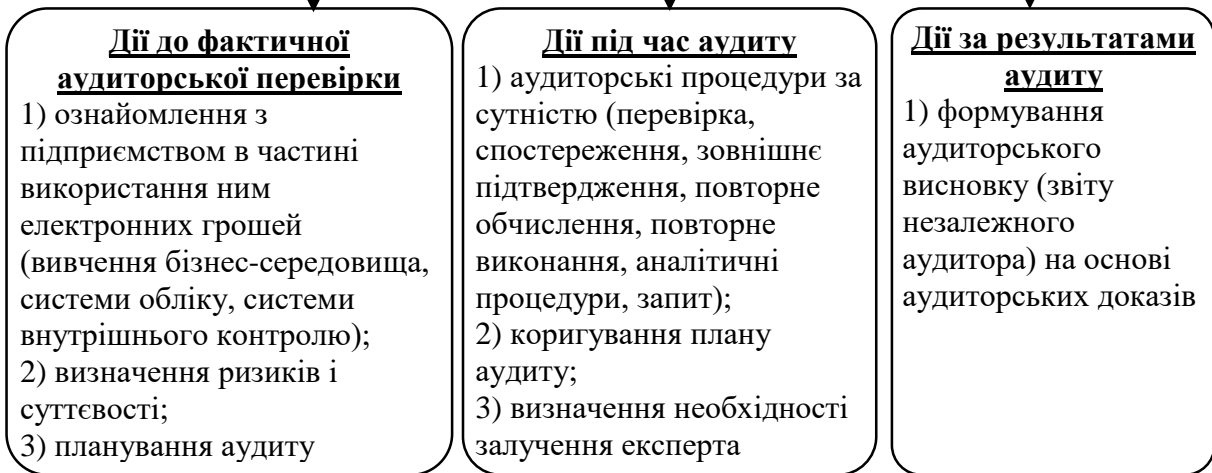 Дії до фактичної
аудиторської перевірки
1) ознайомлення з
підприємством в частині
використання ним
електронних грошей
(вивчення бізнес-середовища,
системи обліку, системи
внутрішнього контролю);
2) визначення ризиків і
суттєвості;
3) планування аудиту
Дії під час аудиту
1) аудиторські процедури за
сутністю (перевірка,
спостереження, зовнішнє
підтвердження, повторне
обчислення, повторне
виконання, аналітичні
процедури, запит);
2) коригування плану
аудиту;
3) визначення необхідності
залучення експерта
Дії за результатами
аудиту
1) формування
аудиторського
висновку (звіту
незалежного
аудитора) на основі
аудиторських доказів